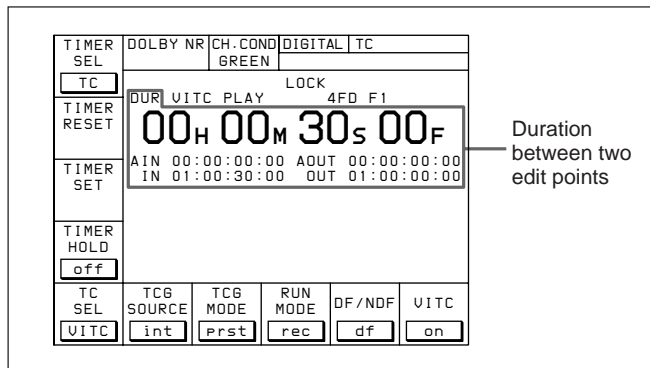 TIMER SEL
TC
DOLBY NR
CH.COND
GREEN
DIGITAL
TC
LOCK
TIMER RESET
DUR VITC PLAY 4FD F1
00H 00M 30S 00F
AIN 00:00:00:00 AOUT 00:00:00:00
IN 01:00:30:00 OUT 01:00:00:00
TIMER SET
TIMER HOLD
off
TC SEL
VITC
TCG SOURCE
int
TCG MODE
prst
RUN MODE
rec
DF/NDF
df
VITC
on
Duration
between two
edit points